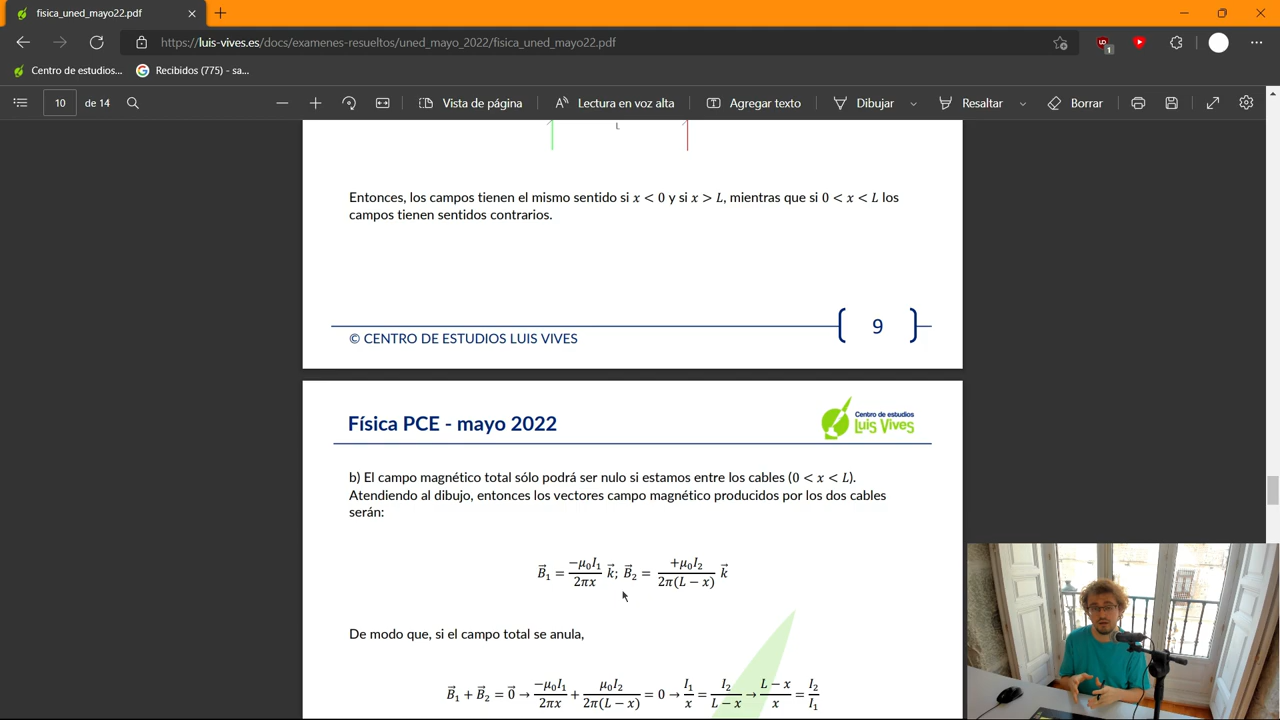 fisica_uned_mayo22.pdf
https://luis-vives.es/docs/examenes-resueltos/uned_mayo_2022/fisica_uned_mayo22.pdf
1
Centro de estudios...
Recibidos (775) - sa...
10 de 14
Vista de página
Lectura en voz alta
Agregar texto
Dibujar
Resaltar
Borrar
L
Entonces, los campos tienen el mismo sentido si x < 0 y si x > L, mientras que si 0 < x < L los
campos tienen sentidos contrarios.
9
© CENTRO DE ESTUDIOS LUIS VIVES
Física PCE - mayo 2022
Centro de estudios
Luis Vives
b) El campo magnético total sólo podrá ser nulo si estamos entre los cables (0 < x < L).
Atendiendo al dibujo, entonces los vectores campo magnético producidos por los dos cables
serán:
B⃗₁ = −μ₀I₁/2πx k⃗; B⃗₂ = +μ₀I₂/2π(L − x) k⃗
De modo que, si el campo total se anula,
B⃗₁ + B⃗₂ = 0⃗ → −μ₀I₁/2πx + μ₀I₂/2π(L − x) = 0 → I₁/x = I₂/L − x → L − x/x = I₂/I₁